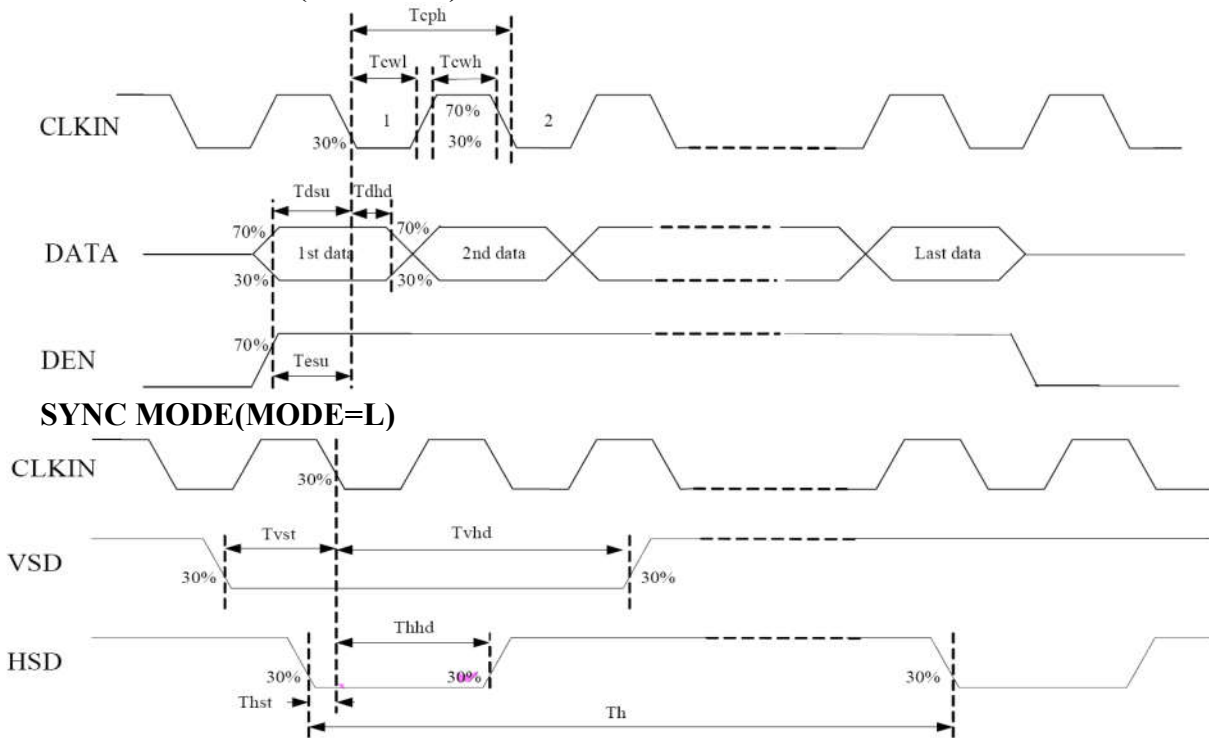 Tcph
Tcwl Tcwh
CLKIN 30% 1 70% 30% 2
Tdsu Tdhd
DATA 70% 30% 1st data 70% 30% 2nd data Last data
DEN 70%
Tesu
SYNC MODE(MODE=L)
CLKIN 30%
VSD Tvst Tvhd
30% 30%
HSD Thhd
30% 30% 30%
Thst
Th